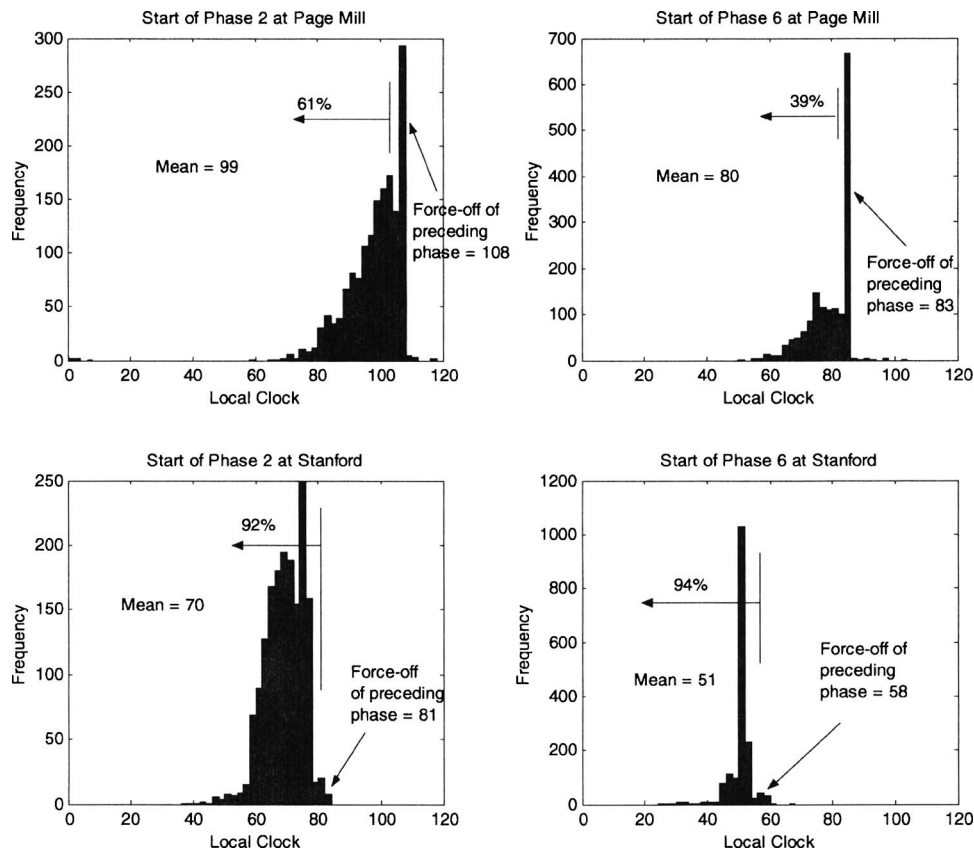 Start of Phase 2 at Page Mill
300
250
200
150
100
50
0
Frequency
61%
Mean = 99
Force-off of
preceding
phase = 108
0 20 40 60 80 100 120
Local Clock
Start of Phase 6 at Page Mill
700
600
500
400
300
200
100
0
Frequency
39%
Mean = 80
Force-off of
preceding
phase = 83
0 20 40 60 80 100 120
Local Clock
Start of Phase 2 at Stanford
250
200
150
100
50
0
Frequency
92%
Mean = 70
Force-off
of preceding
phase = 81
0 20 40 60 80 100 120
Local Clock
Start of Phase 6 at Stanford
1200
1000
800
600
400
200
0
Frequency
94%
Mean = 51
Force-off of
preceding
phase = 58
0 20 40 60 80 100 120
Local Clock